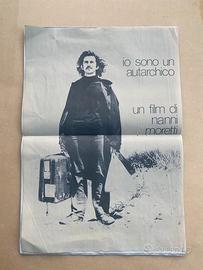 io sono un
autarchico
un film di
nanni
moretti